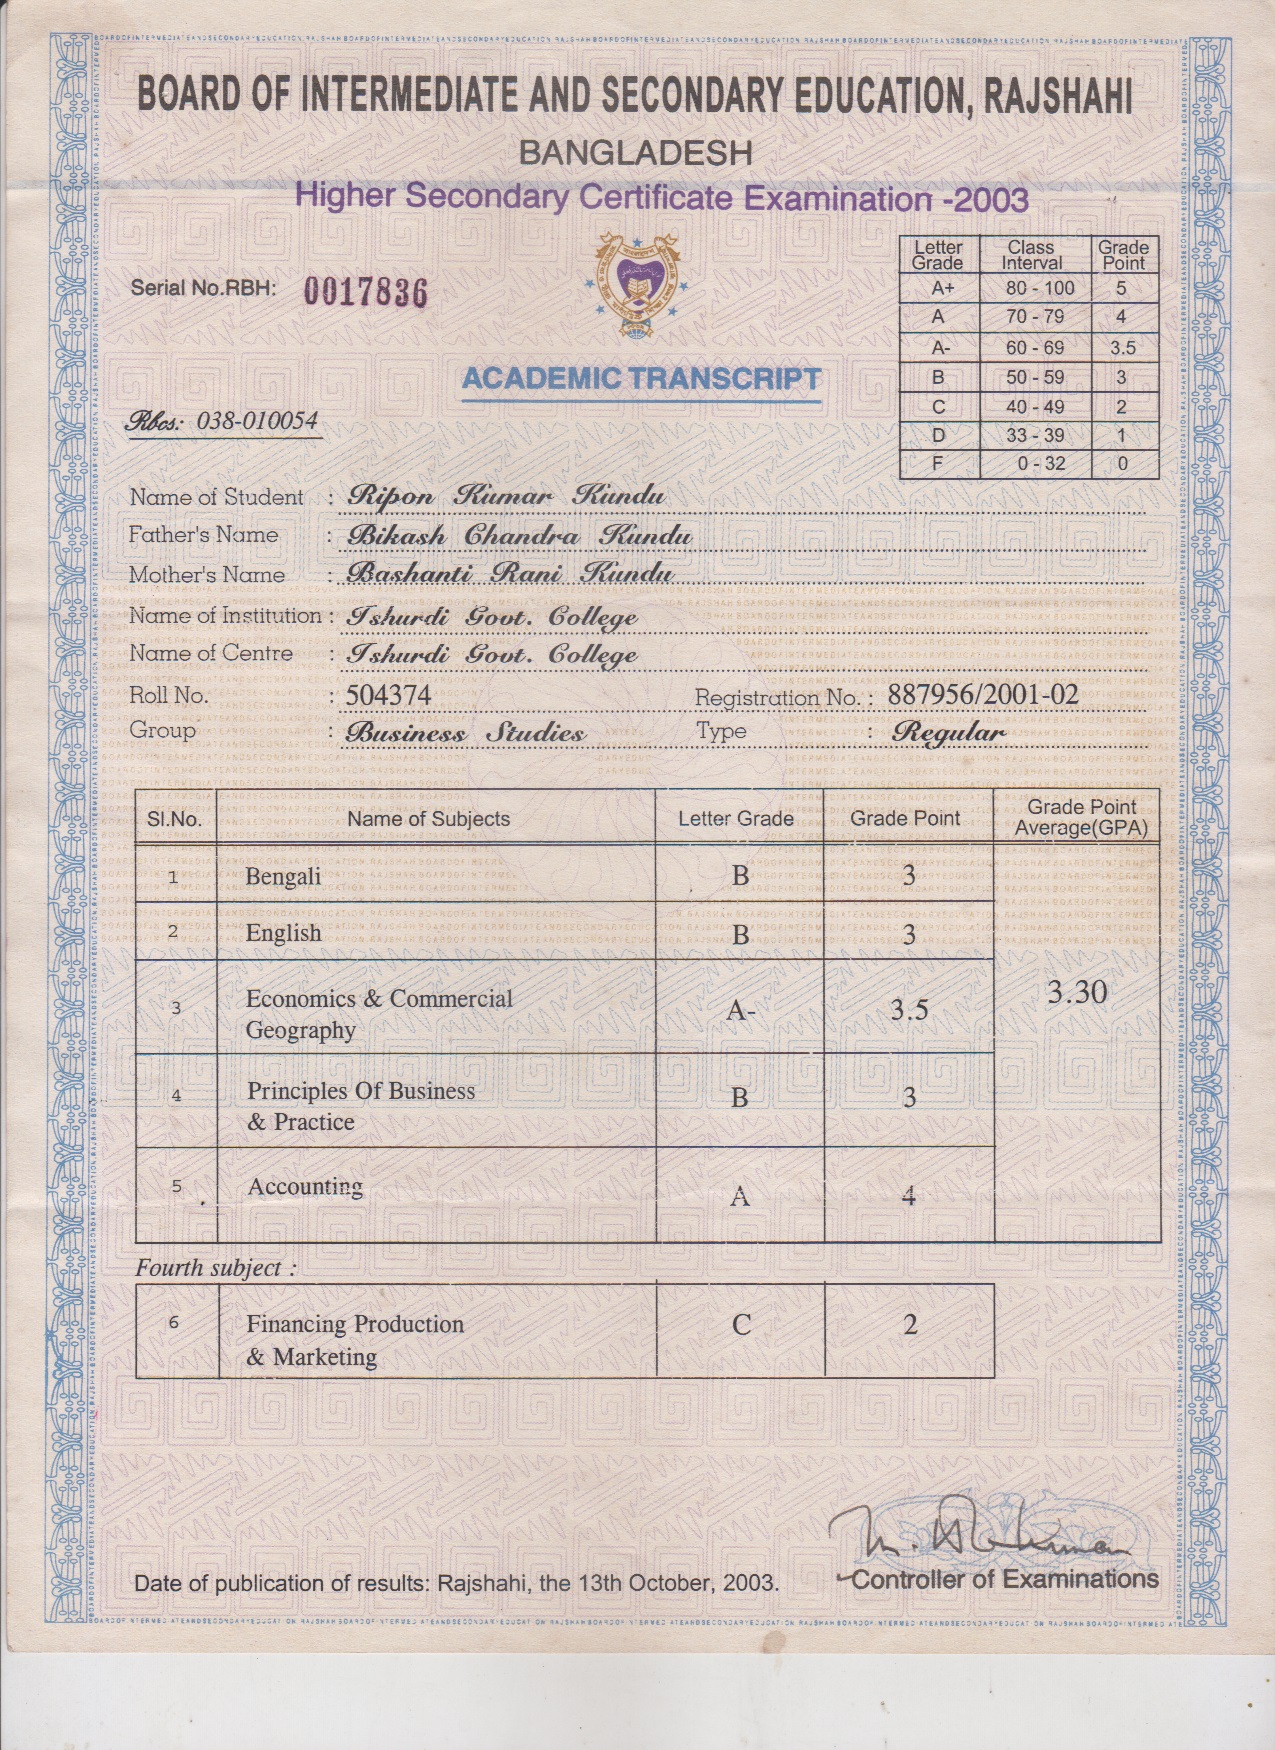 BOARD OF INTERMEDIATE AND SECONDARY EDUCATION, RAJSHAHI
BANGLADESH
Higher Secondary Certificate Examination -2003
Serial No.RBH: 0017836
Letter Grade Class Interval Grade Point
A+ 80 - 100 5
A 70 - 79 4
A- 60 - 69 3.5
B 50 - 59 3
C 40 - 49 2
D 33 - 39 1
F 0 - 32 0
ACADEMIC TRANSCRIPT
Rbcs: 038-010054
Name of Student : Ripon Kumar Kundu
Father's Name : Bikash Chandra Kundu
Mother's Name : Bashanti Rani Kundu
Name of Institution : Ishurdi Govt. College
Name of Centre : Ishurdi Govt. College
Roll No. : 504374 Registration No. : 887956/2001-02
Group : Business Studies Type : Regular
Sl.No. Name of Subjects Letter Grade Grade Point Grade Point Average(GPA)
1 Bengali B 3
2 English B 3
3 Economics & Commercial Geography A- 3.5
3.30
4 Principles Of Business & Practice B 3
5 Accounting A 4
Fourth subject :
6 Financing Production & Marketing C 2
Date of publication of results: Rajshahi, the 13th October, 2003.
Controller of Examinations